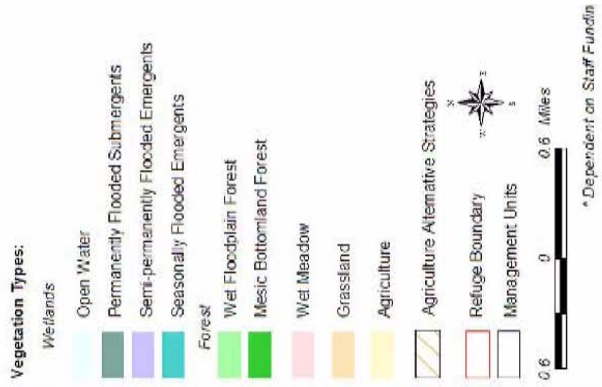 Vegetation Types:
Wetlands
Open Water
Permanently Flooded Submergents
Semi-permanently Flooded Emergents
Seasonally Flooded Emergents
Forest
Wet Floodplain Forest
Mesic Bottomland Forest
Wet Meadow
Grassland
Agriculture
Agriculture Alternative Strategies
Refuge Boundary
Management Units
N
W E
S
0.6 0 0.6 Miles
* Dependent on Staff Fundin